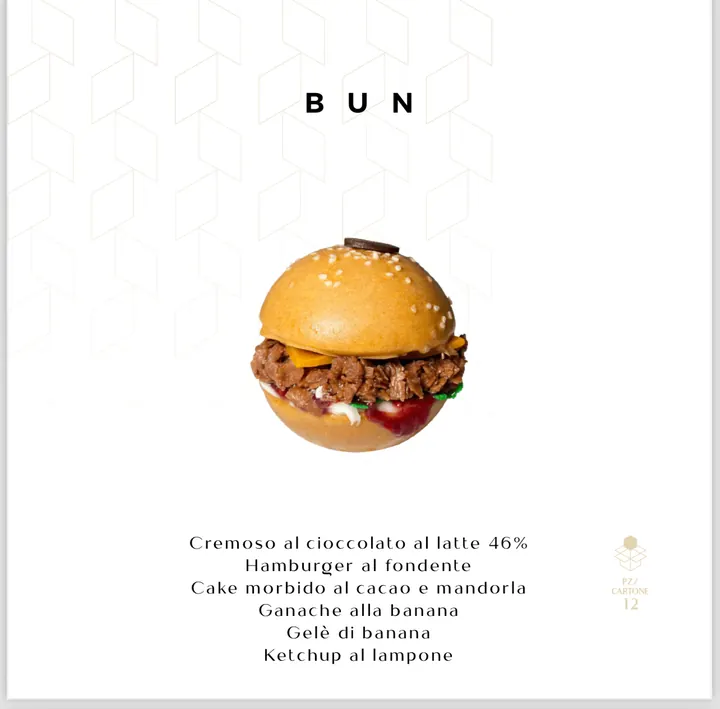 BUN
Cremoso al cioccolato al latte 46%
Hamburger al fondente
Cake morbido al cacao e mandorla
Ganache alla banana
Gelè di banana
Ketchup al lampone
PZ/
CARTONE
12